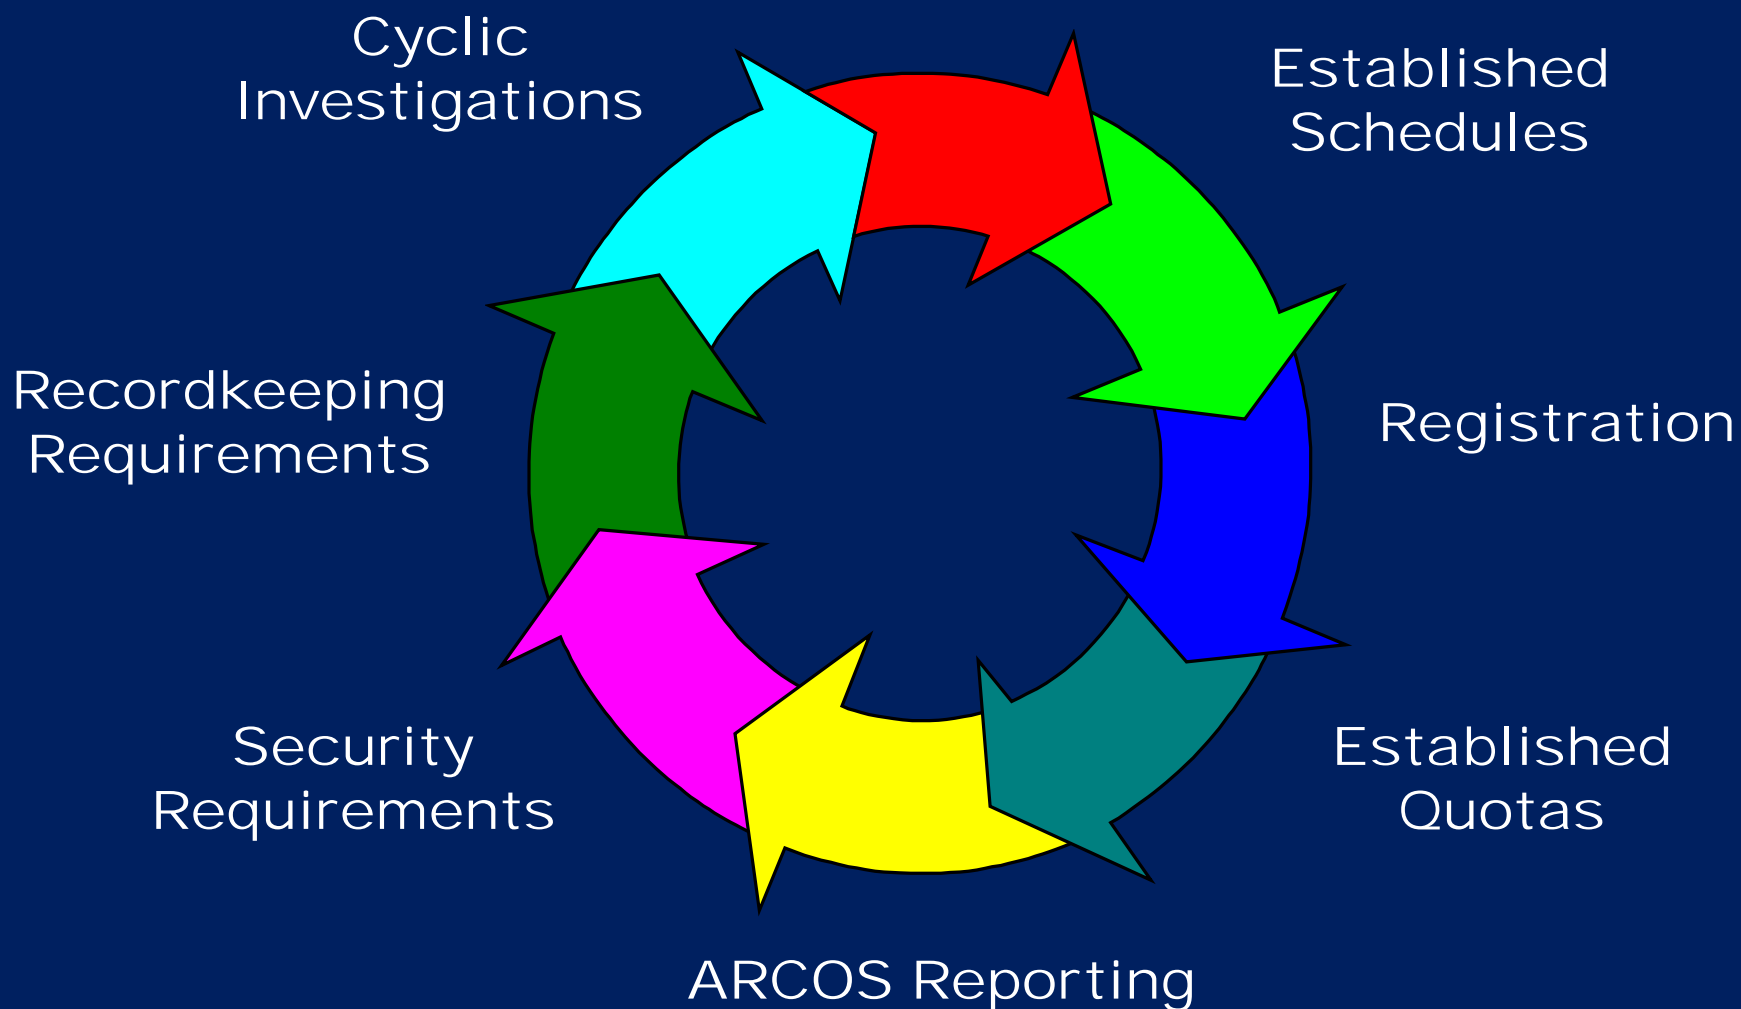 Cyclic
Investigations
Established
Schedules
Recordkeeping
Requirements
Registration
Security
Requirements
Established
Quotas
ARCOS Reporting